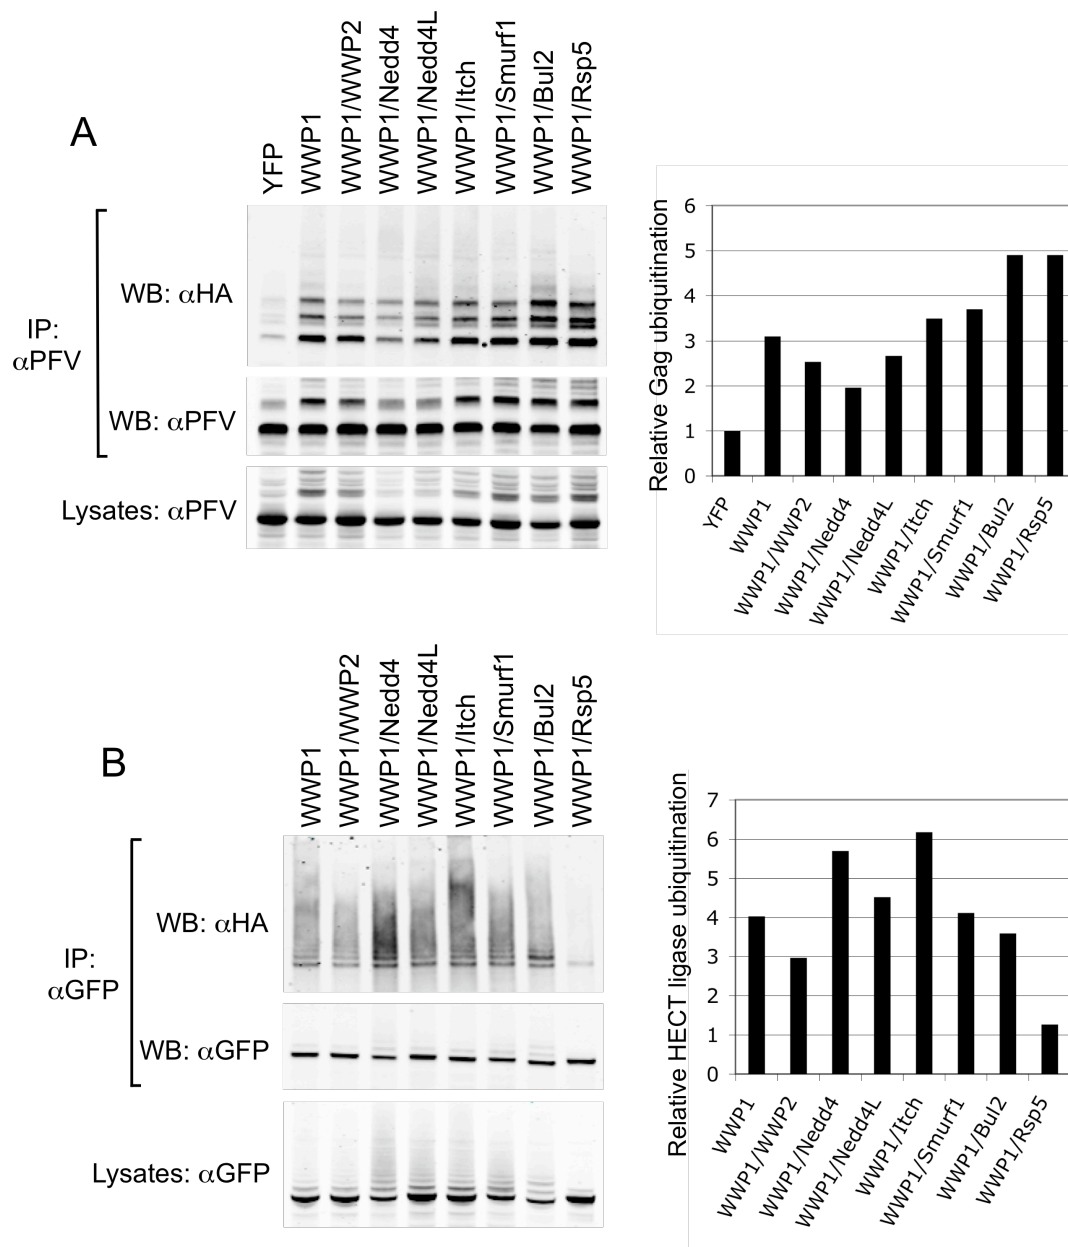 A
YFP
WWP1
WWP1/WWP2
WWP1/Nedd4
WWP1/Nedd4L
WWP1/Itch
WWP1/Smurf1
WWP1/Bul2
WWP1/Rsp5
IP:
αPFV
WB: αHA
WB: αPFV
Lysates: αPFV
Relative Gag ubiquitination
6
5
4
3
2
1
0
YFP
WWP1
WWP1/WWP2
WWP1/Nedd4
WWP1/Nedd4L
WWP1/Itch
WWP1/Smurf1
WWP1/Bul2
WWP1/Rsp5
B
WWP1
WWP1/WWP2
WWP1/Nedd4
WWP1/Nedd4L
WWP1/Itch
WWP1/Smurf1
WWP1/Bul2
WWP1/Rsp5
IP:
αGFP
WB: αHA
WB: αGFP
Lysates: αGFP
Relative HECT ligase ubiquitination
7
6
5
4
3
2
1
0
WWP1
WWP1/WWP2
WWP1/Nedd4
WWP1/Nedd4L
WWP1/Itch
WWP1/Smurf1
WWP1/Bul2
WWP1/Rsp5